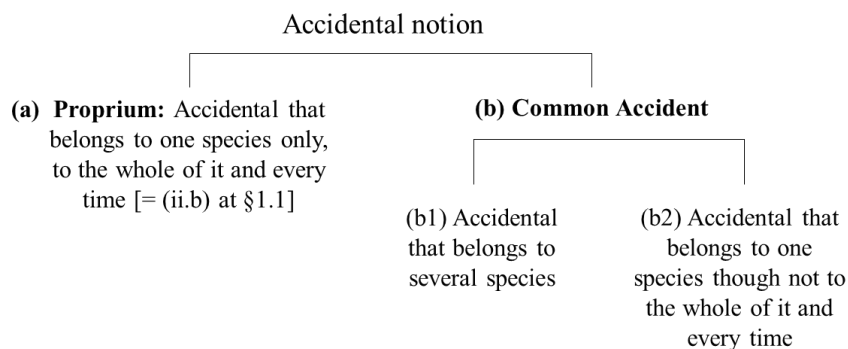 Accidental notion
(a) Proprium: Accidental that
belongs to one species only,
to the whole of it and every
time [= (ii.b) at §1.1]
(b) Common Accident
(b1) Accidental
that belongs to
several species
(b2) Accidental that
belongs to one
species though not to
the whole of it and
every time